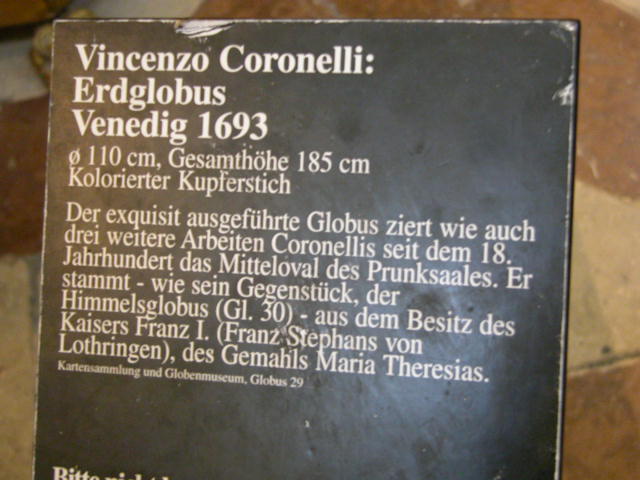 Vincenzo Coronelli:
Erdglobus
Venedig 1693
ø 110 cm, Gesamthöhe 185 cm
Kolorierter Kupferstich
Der exquisit ausgeführte Globus ziert wie auch
drei weitere Arbeiten Coronellis seit dem 18.
Jahrhundert das Mitteloval des Prunksaales. Er
stammt - wie sein Gegenstück, der
Himmelsglobus (Gl. 30) - aus dem Besitz des
Kaisers Franz I. (Franz Stephans von
Lothringen), des Gemahls Maria Theresias.
Kartensammlung und Globenmuseum, Globus 29
Bitte nicht